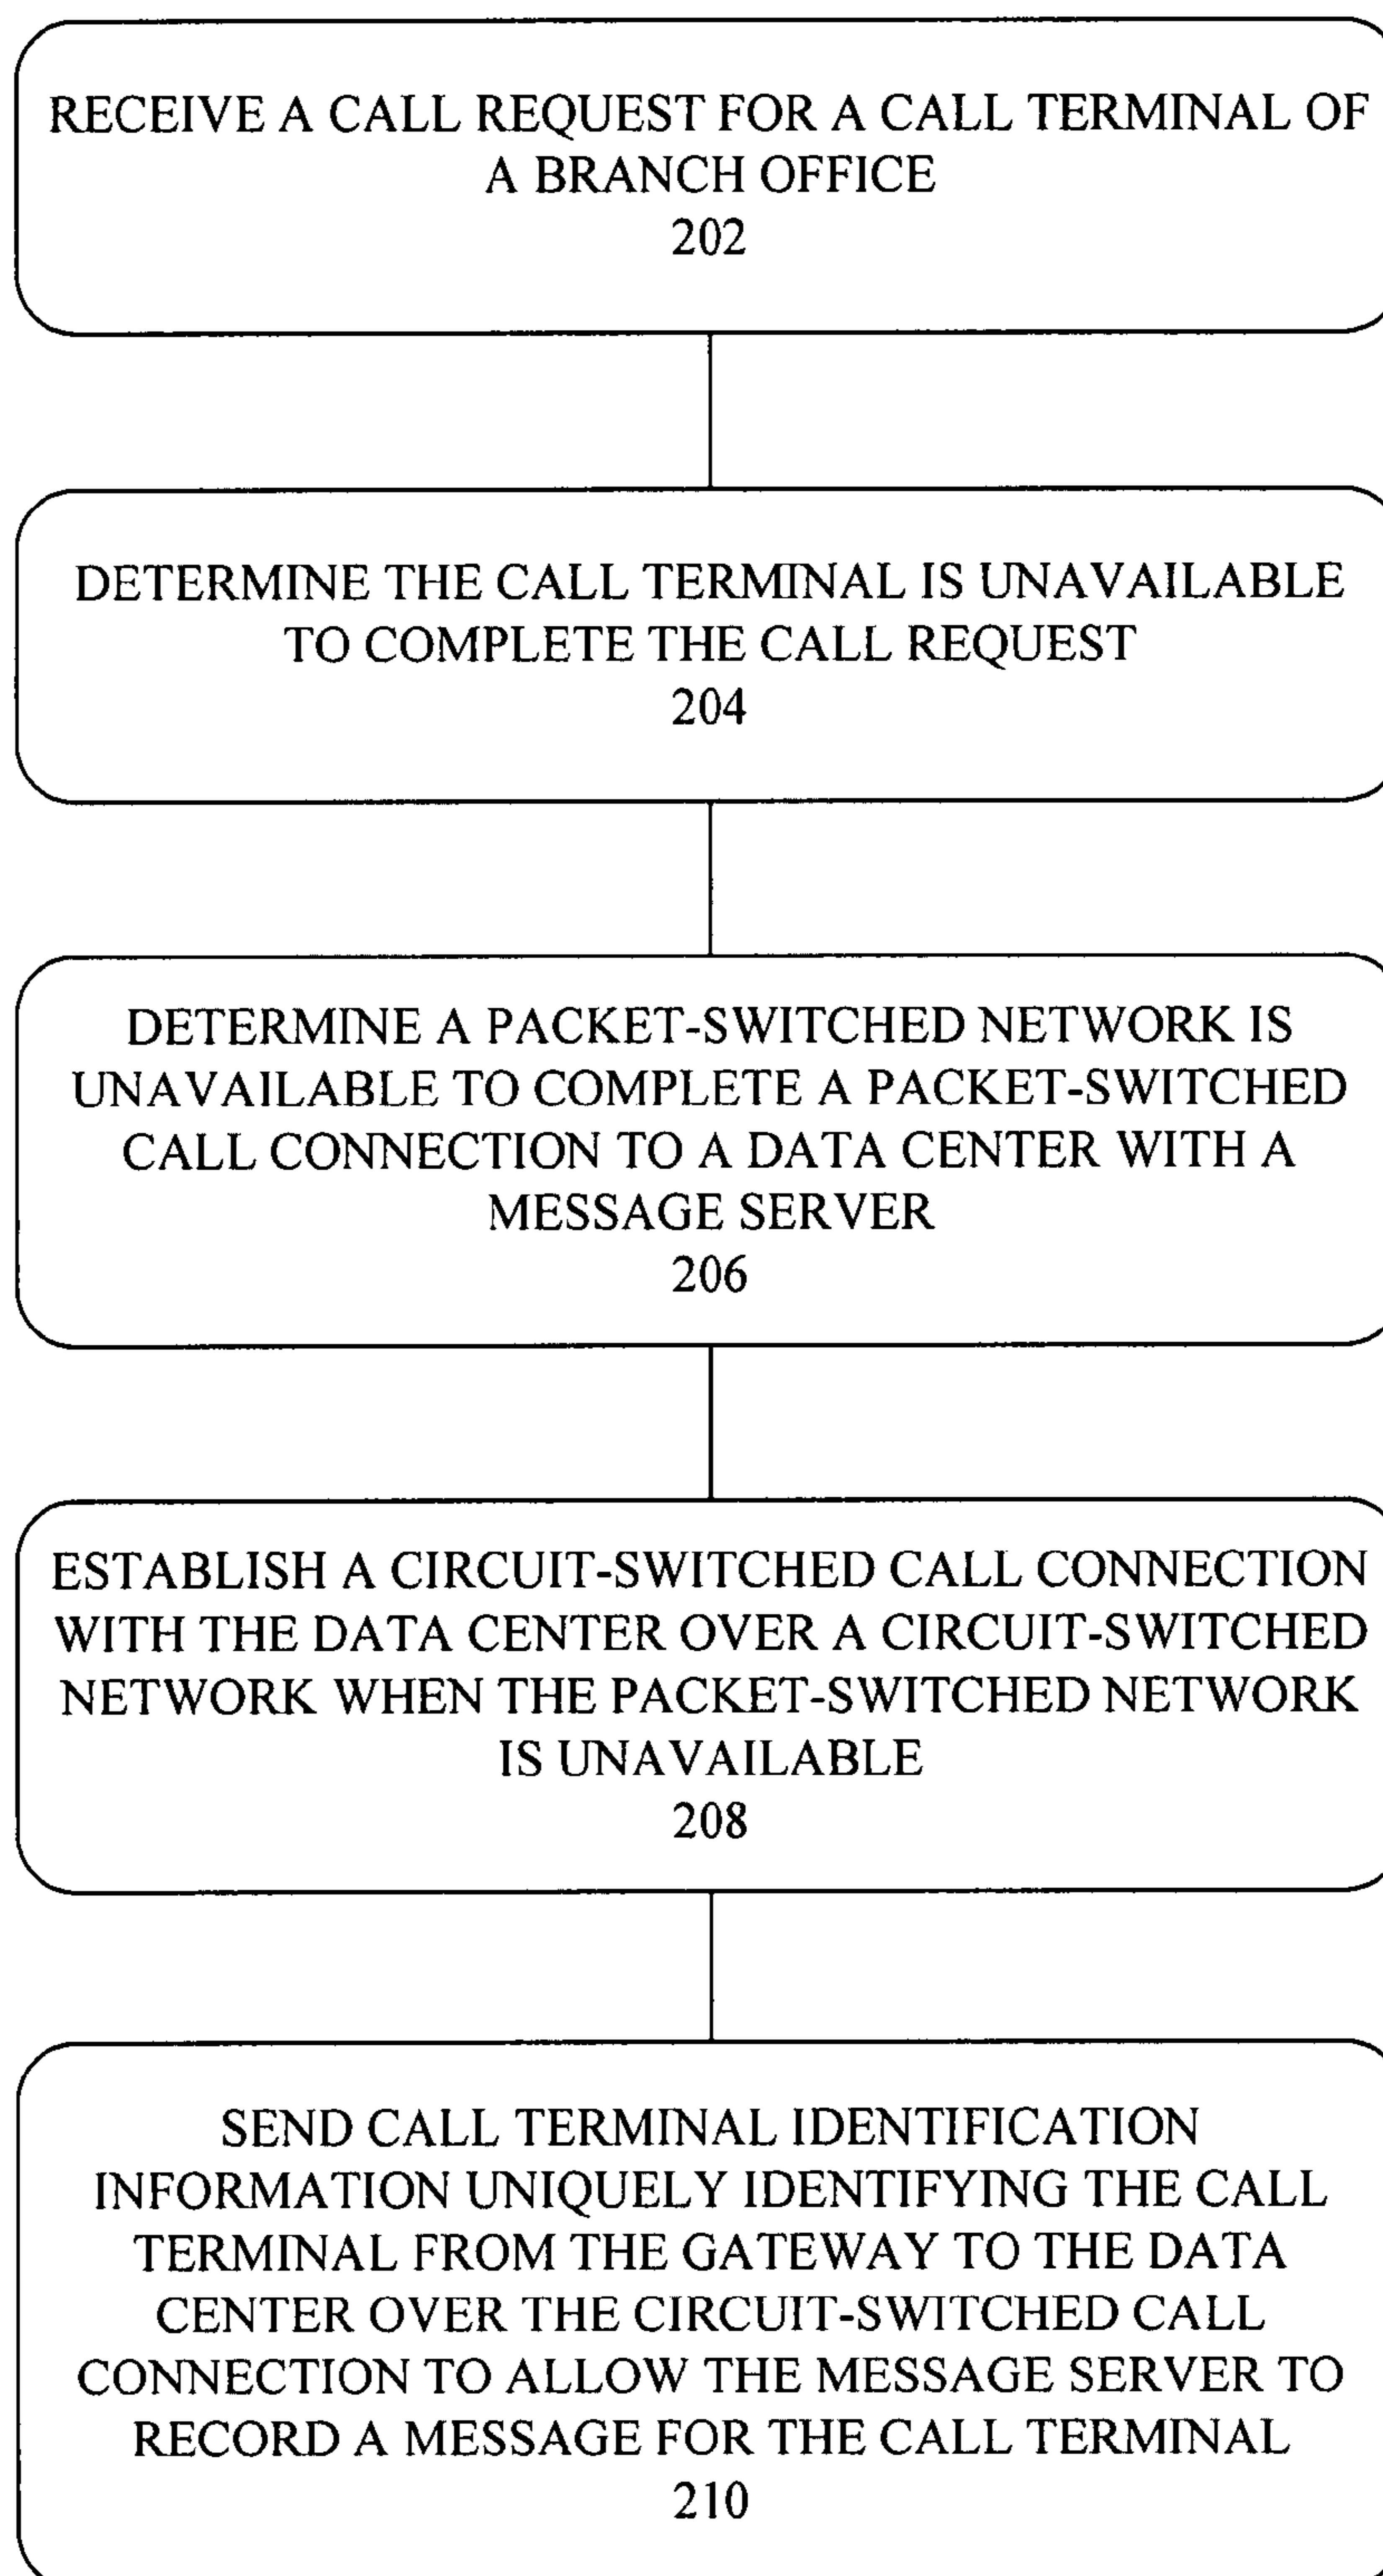 RECEIVE A CALL REQUEST FOR A CALL TERMINAL OF
A BRANCH OFFICE
202
DETERMINE THE CALL TERMINAL IS UNAVAILABLE
TO COMPLETE THE CALL REQUEST
204
DETERMINE A PACKET-SWITCHED NETWORK IS
UNAVAILABLE TO COMPLETE A PACKET-SWITCHED
CALL CONNECTION TO A DATA CENTER WITH A
MESSAGE SERVER
206
ESTABLISH A CIRCUIT-SWITCHED CALL CONNECTION
WITH THE DATA CENTER OVER A CIRCUIT-SWITCHED
NETWORK WHEN THE PACKET-SWITCHED NETWORK
IS UNAVAILABLE
208
SEND CALL TERMINAL IDENTIFICATION
INFORMATION UNIQUELY IDENTIFYING THE CALL
TERMINAL FROM THE GATEWAY TO THE DATA
CENTER OVER THE CIRCUIT-SWITCHED CALL
CONNECTION TO ALLOW THE MESSAGE SERVER TO
RECORD A MESSAGE FOR THE CALL TERMINAL
210